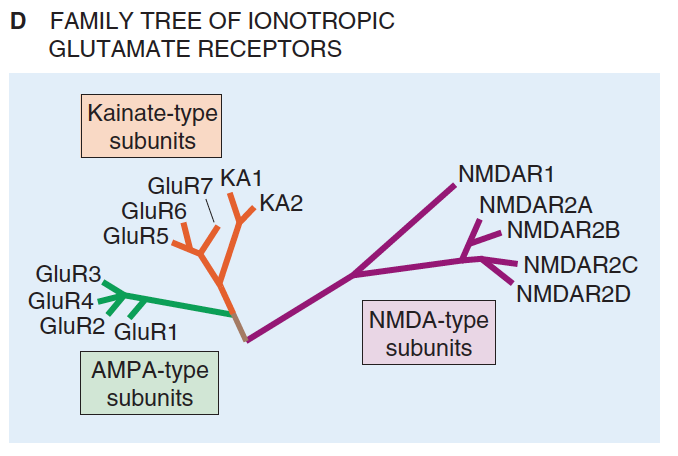 D FAMILY TREE OF IONOTROPIC
GLUTAMATE RECEPTORS
Kainate-type
subunits
GluR7
KA1
GluR6
KA2
GluR5
GluR3
GluR4
GluR2
GluR1
AMPA-type
subunits
NMDAR1
NMDAR2A
NMDAR2B
NMDAR2C
NMDAR2D
NMDA-type
subunits